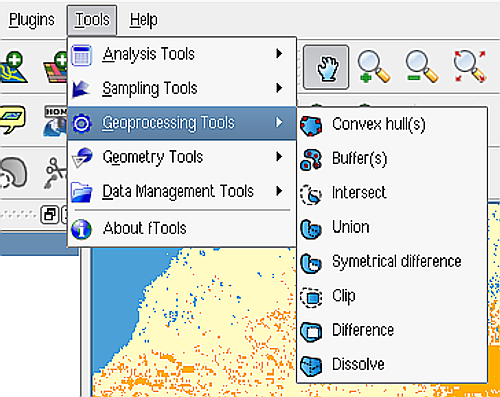 Plugins Tools Help
Analysis Tools
Sampling Tools
Geoprocessing Tools
Geometry Tools
Data Management Tools
About fTools
HOM
Convex hull(s)
Buffer(s)
Intersect
Union
Symetrical difference
Clip
Difference
Dissolve